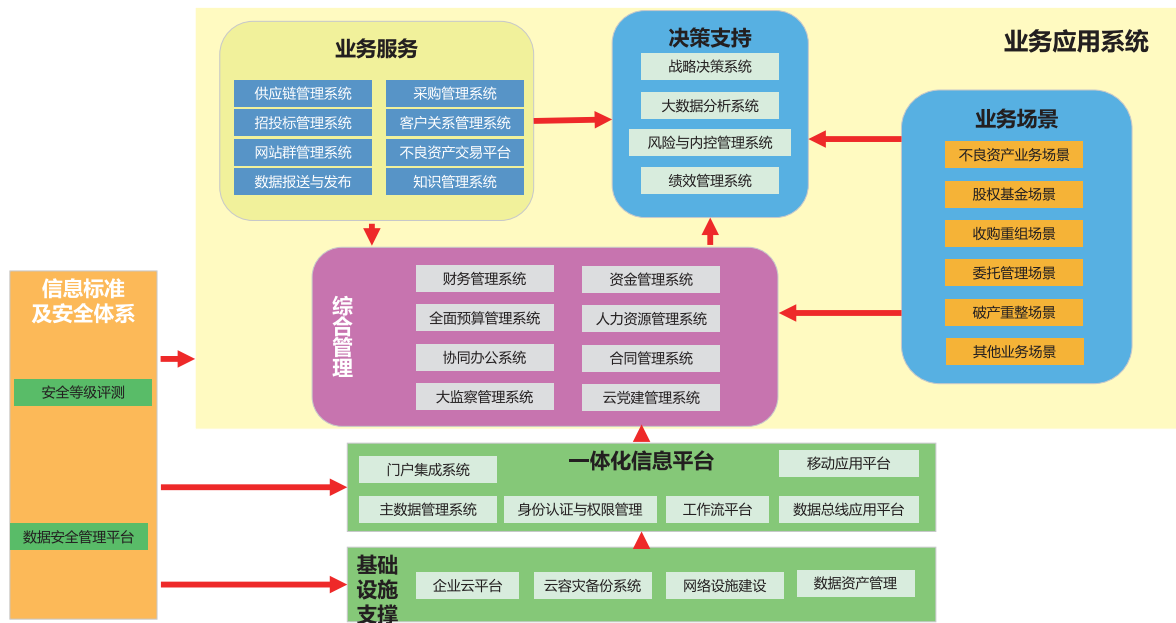 业务应用系统
业务服务
供应链管理系统
采购管理系统
招投标管理系统
客户关系管理系统
网站群管理系统
不良资产交易平台
数据报送与发布
知识管理系统
决策支持
战略决策系统
大数据分析系统
风险与内控管理系统
绩效管理系统
业务场景
不良资产业务场景
股权基金场景
收购重组场景
委托管理场景
破产重整场景
其他业务场景
综合管理
财务管理系统
资金管理系统
全面预算管理系统
人力资源管理系统
协同办公系统
合同管理系统
大监察管理系统
云党建管理系统
信息标准
及安全体系
安全等级评测
数据安全管理平台
一体化信息平台
门户集成系统
移动应用平台
主数据管理系统
身份认证与权限管理
工作流平台
数据总线应用平台
基础
设施
支撑
企业云平台
云容灾备份系统
网络设施建设
数据资产管理